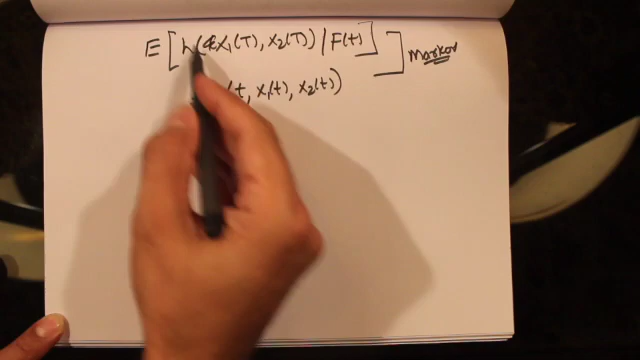 E [ h(x₁(T), x₂(T)) | F(t) ] ] Markov
(t, x₁(t), x₂(t))